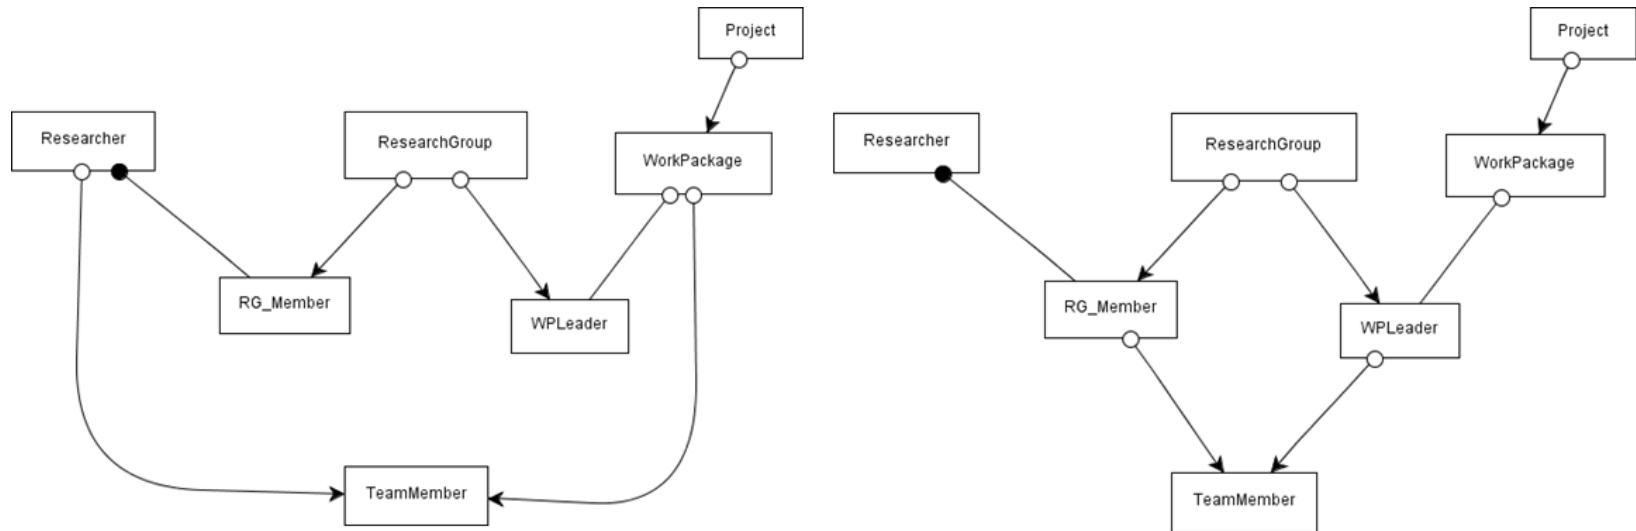 Project
Researcher
ResearchGroup
WorkPackage
RG_Member
WPLeader
TeamMember
Project
Researcher
ResearchGroup
WorkPackage
RG_Member
WPLeader
TeamMember